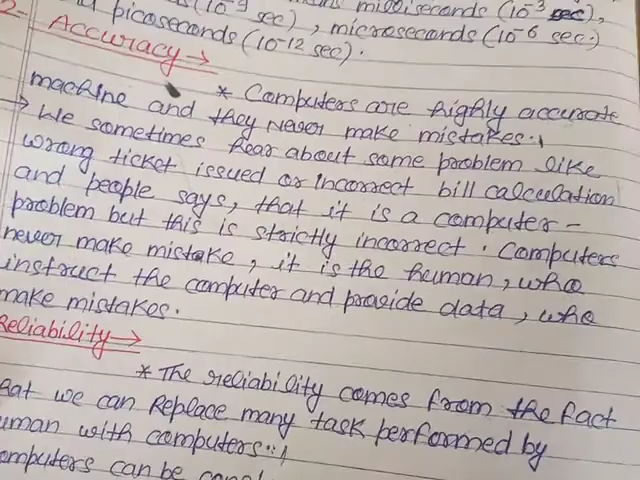 (10-9 sec) milliseconds (10-3 sec),
picoseconds (10-12 sec), microseconds (10-6 sec.)
2. Accuracy →
* Computers are highly accurate
machine and they never make mistakes.
→ We sometimes hear about some problem like
wrong ticket issued or incorrect bill calculation
and people says, that it is a computer -
problem but this is strictly incorrect. Computers
never make mistake, it is the human, who
instruct the computer and provide data, who
make mistakes.
Reliability →
* The reliability comes from the fact
that we can Replace many task performed by
human with computers.
computers can be